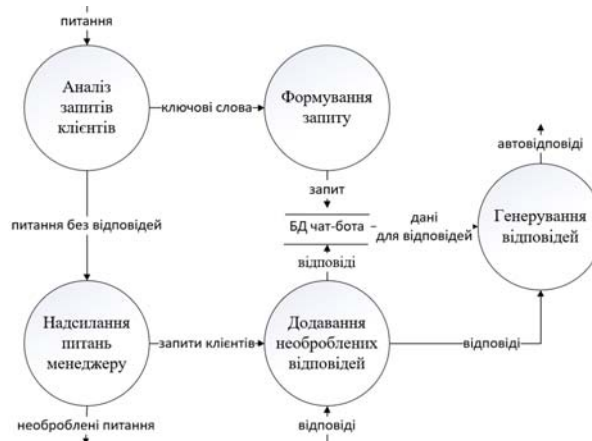 питання
Аналіз
запитів
клієнтів
ключові слова
Формування
запиту
автовідповіді
запит
питання без відповідей
БД чат-бота
дані
для відповідей
Генерування
відповідей
відповіді
Надсилання
питань
менеджеру
запити клієнтів
Додавання
необроблених
відповідей
відповіді
необроблені питання
відповіді